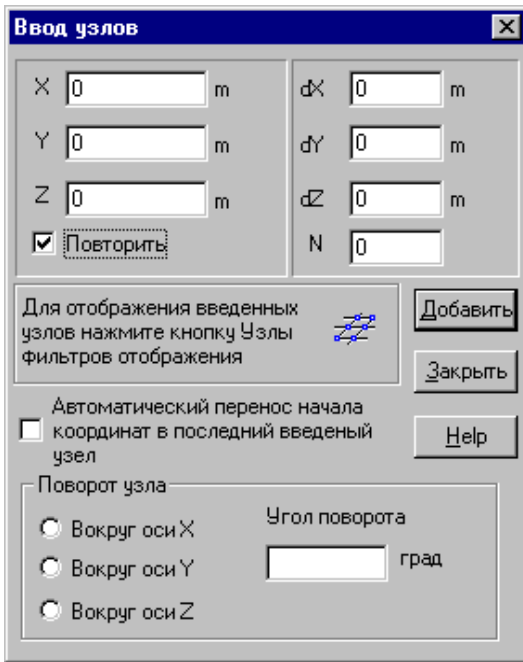 Ввод узлов
X 0 m dX 0 m
Y 0 m dY 0 m
Z 0 m dZ 0 m
Повторить N 0
Для отображения введенных
узлов нажмите кнопку Узлы
фильтров отображения
Добавить
Закрыть
Автоматический перенос начала
координат в последний введеный
узел
Help
Поворот узла
Вокруг оси X
Вокруг оси Y
Вокруг оси Z
Угол поворота
град